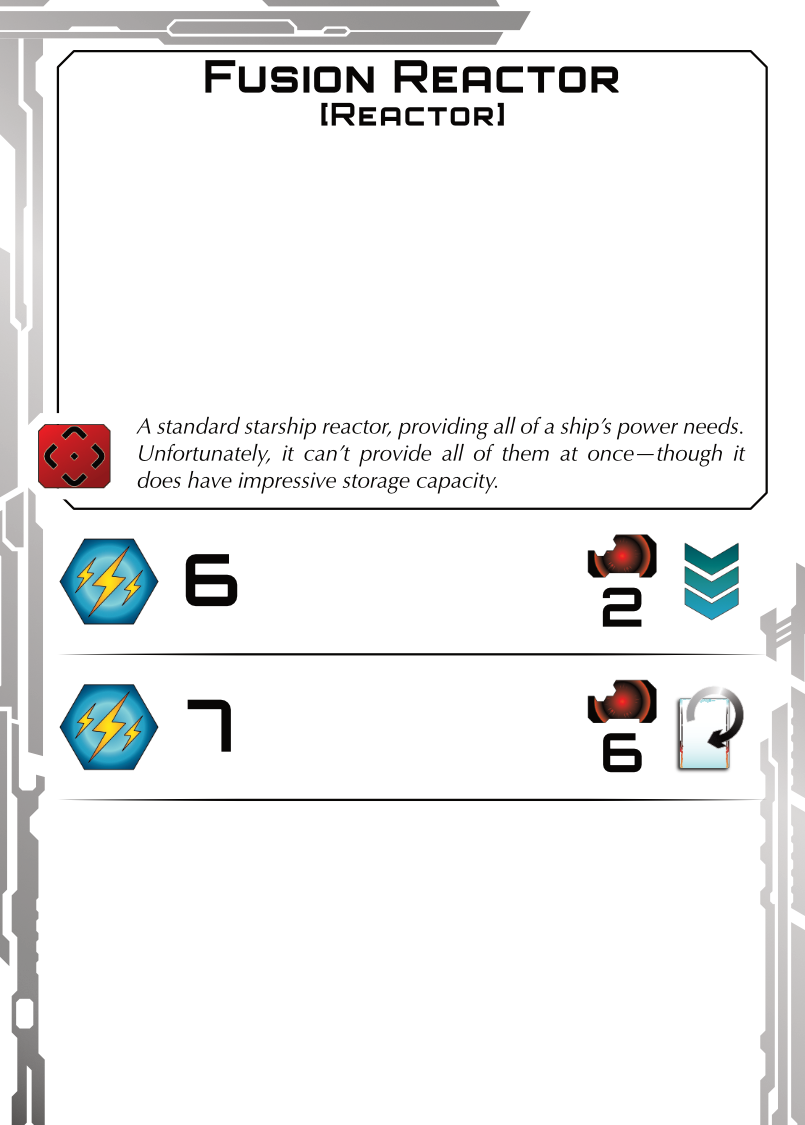 Fusion Reactor
[Reactor]
A standard starship reactor, providing all of a ship’s power needs.
Unfortunately, it can’t provide all of them at once—though it
does have impressive storage capacity.
6
2
7
6